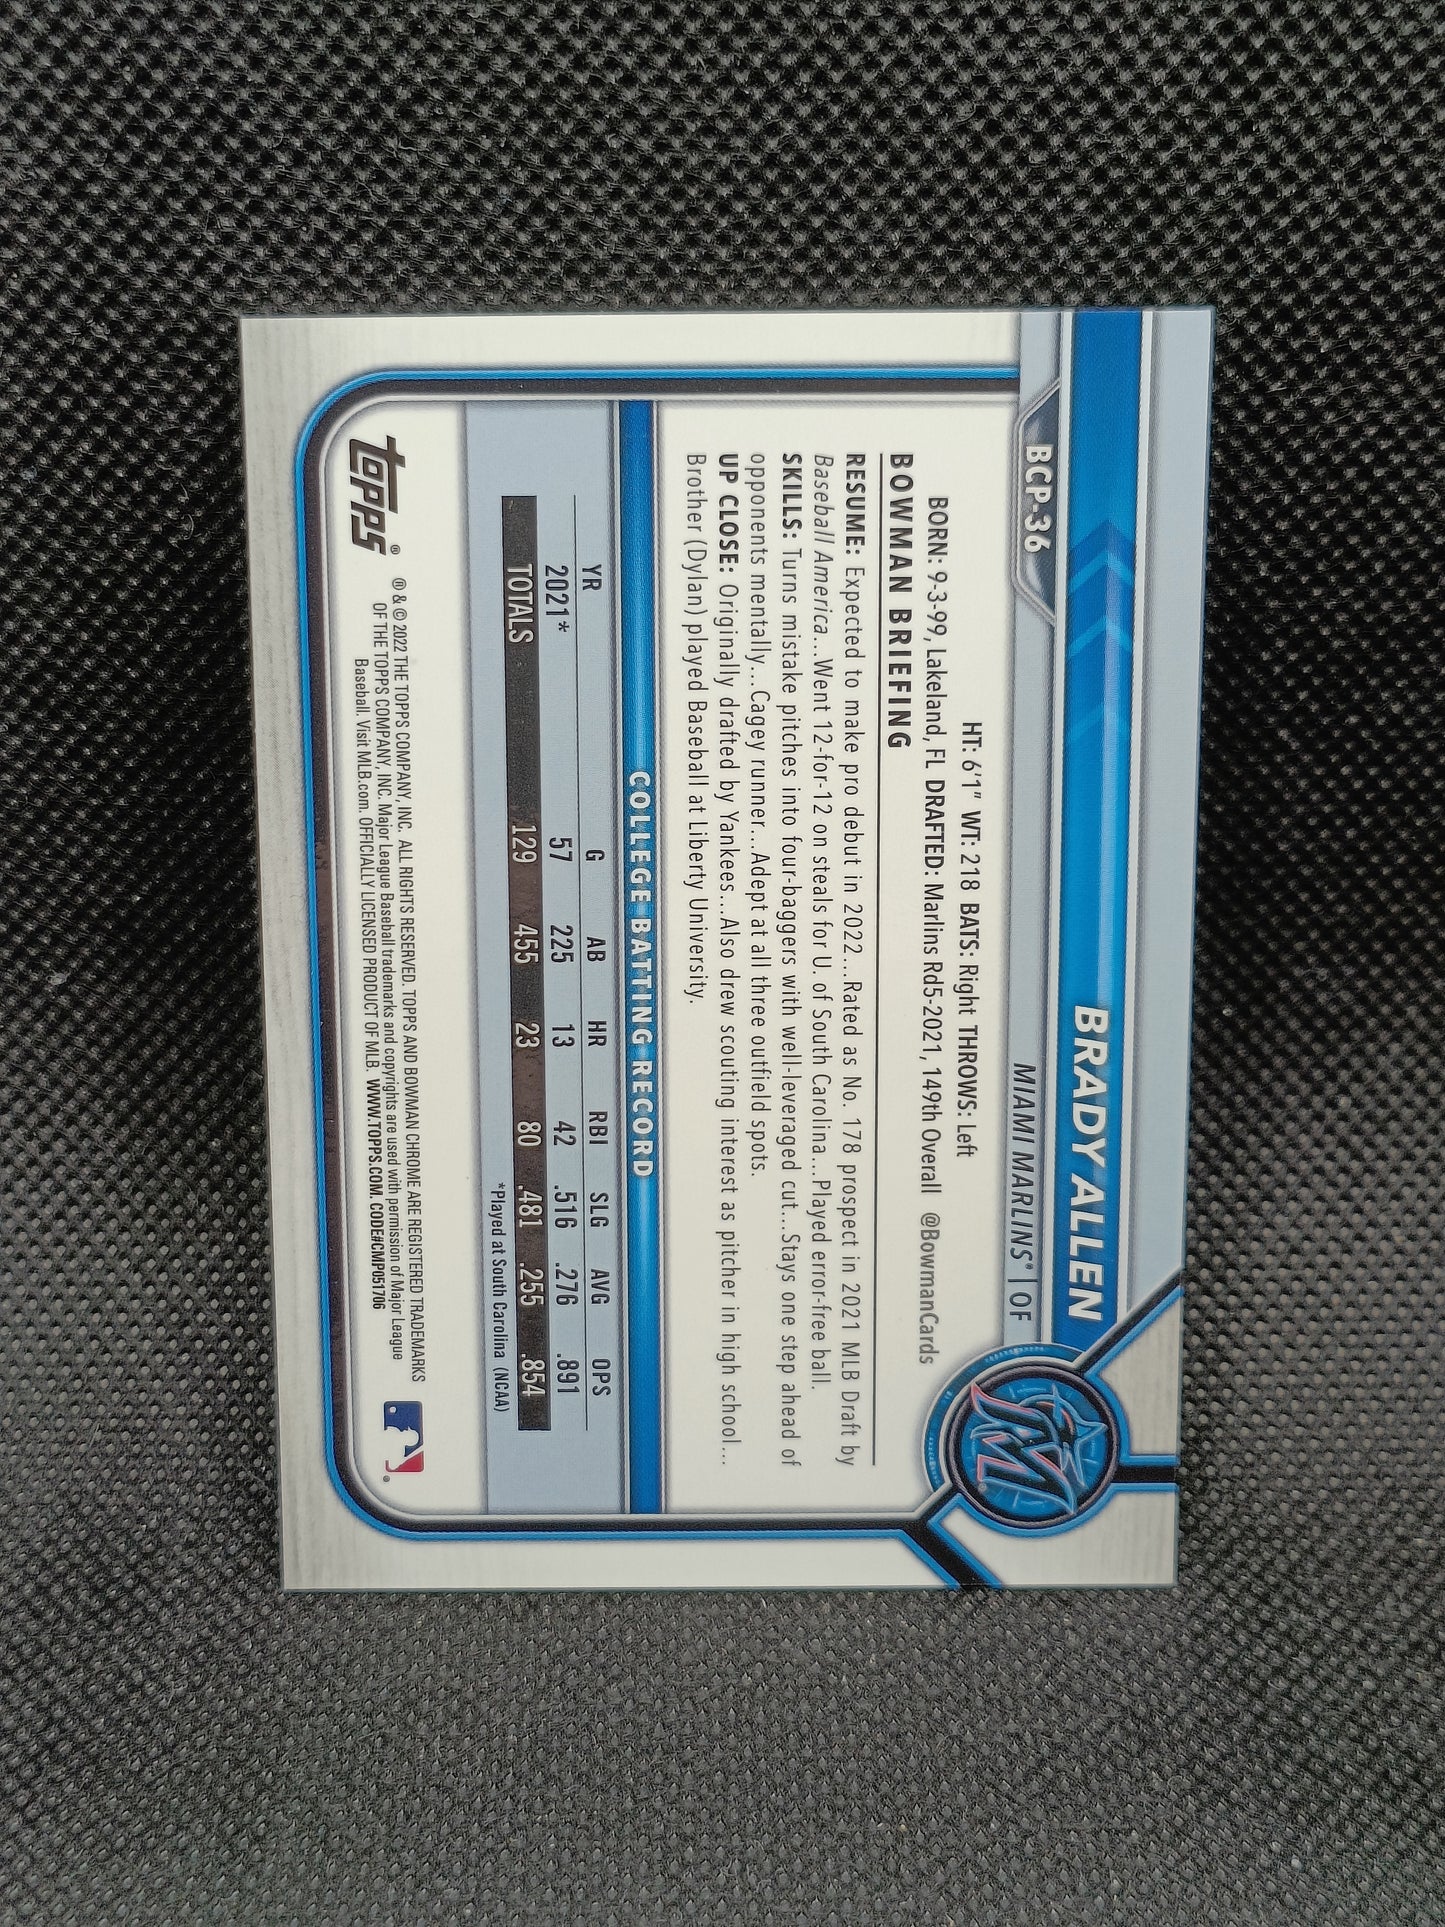 BCP-36
BRADY ALLEN
MIAMI MARLINS® | OF
HT: 6'1" WT: 218 BATS: Right THROWS: Left
BORN: 9-3-99, Lakeland, FL DRAFTED: Marlins Rd5-2021, 149th Overall @BowmanCards
BOWMAN BRIEFING
RESUME: Expected to make pro debut in 2022...Rated as No. 178 prospect in 2021 MLB Draft by
Baseball America...Went 12-for-12 on steals for U. of South Carolina...Played error-free ball.
SKILLS: Turns mistake pitches into four-baggers with well-leveraged cut...Stays one step ahead of
opponents mentally...Cagey runner...Adept at all three outfield spots.
UP CLOSE: Originally drafted by Yankees...Also drew scouting interest as pitcher in high school...
Brother (Dylan) played Baseball at Liberty University.
COLLEGE BATTING RECORD
YR G AB HR RBI SLG AVG OPS
2021* 57 225 13 42 .516 .276 .891
TOTALS 129 455 23 80 .481 .255 .854
*Played at South Carolina (NCAA)
Topps®
® & © 2022 THE TOPPS COMPANY, INC. ALL RIGHTS RESERVED. TOPPS AND BOWMAN CHROME ARE REGISTERED TRADEMARKS
OF THE TOPPS COMPANY, INC. Major League Baseball trademarks and copyrights are used with permission of Major League
Baseball. Visit MLB.com. OFFICIALLY LICENSED PRODUCT OF MLB. WWW.TOPPS.COM. CODE#CMP051706